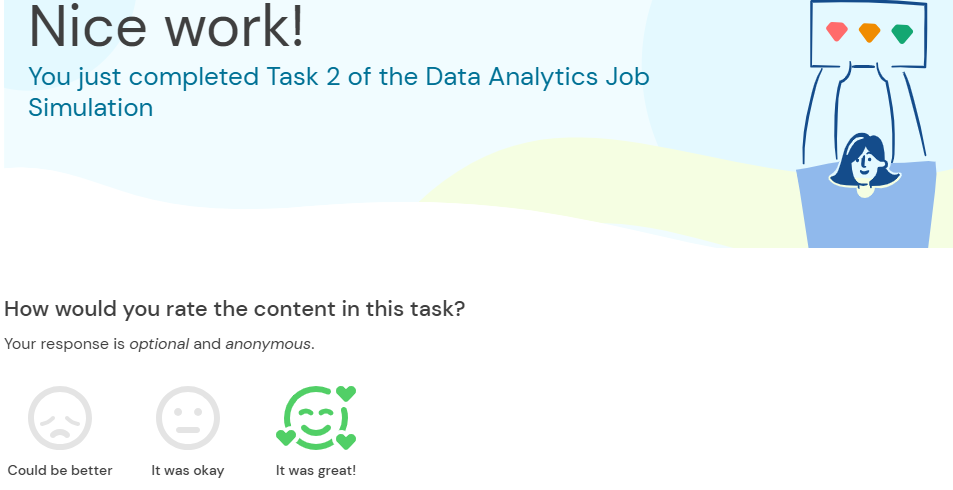 Nice work!
You just completed Task 2 of the Data Analytics Job
Simulation
How would you rate the content in this task?
Your response is optional and anonymous.
Could be better
It was okay
It was great!